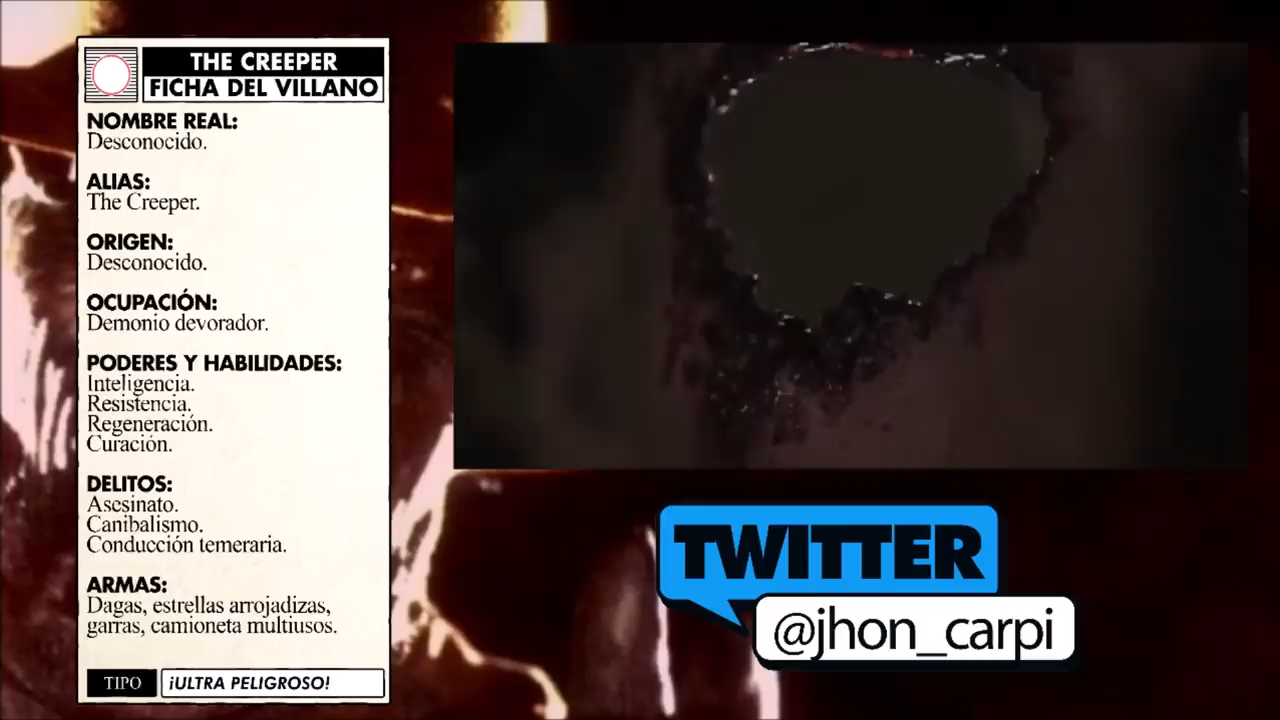 THE CREEPER
FICHA DEL VILLANO
NOMBRE REAL:
Desconocido.
ALIAS:
The Creeper.
ORIGEN:
Desconocido.
OCUPACIÓN:
Demonio devorador.
PODERES Y HABILIDADES:
Inteligencia.
Resistencia.
Regeneración.
Curación.
DELITOS:
Asesinato.
Canibalismo.
Conducción temeraria.
ARMAS:
Dagas, estrellas arrojadizas,
garras, camioneta multiusos.
TIPO
¡ULTRA PELIGROSO!
TWITTER
@jhon_carpi